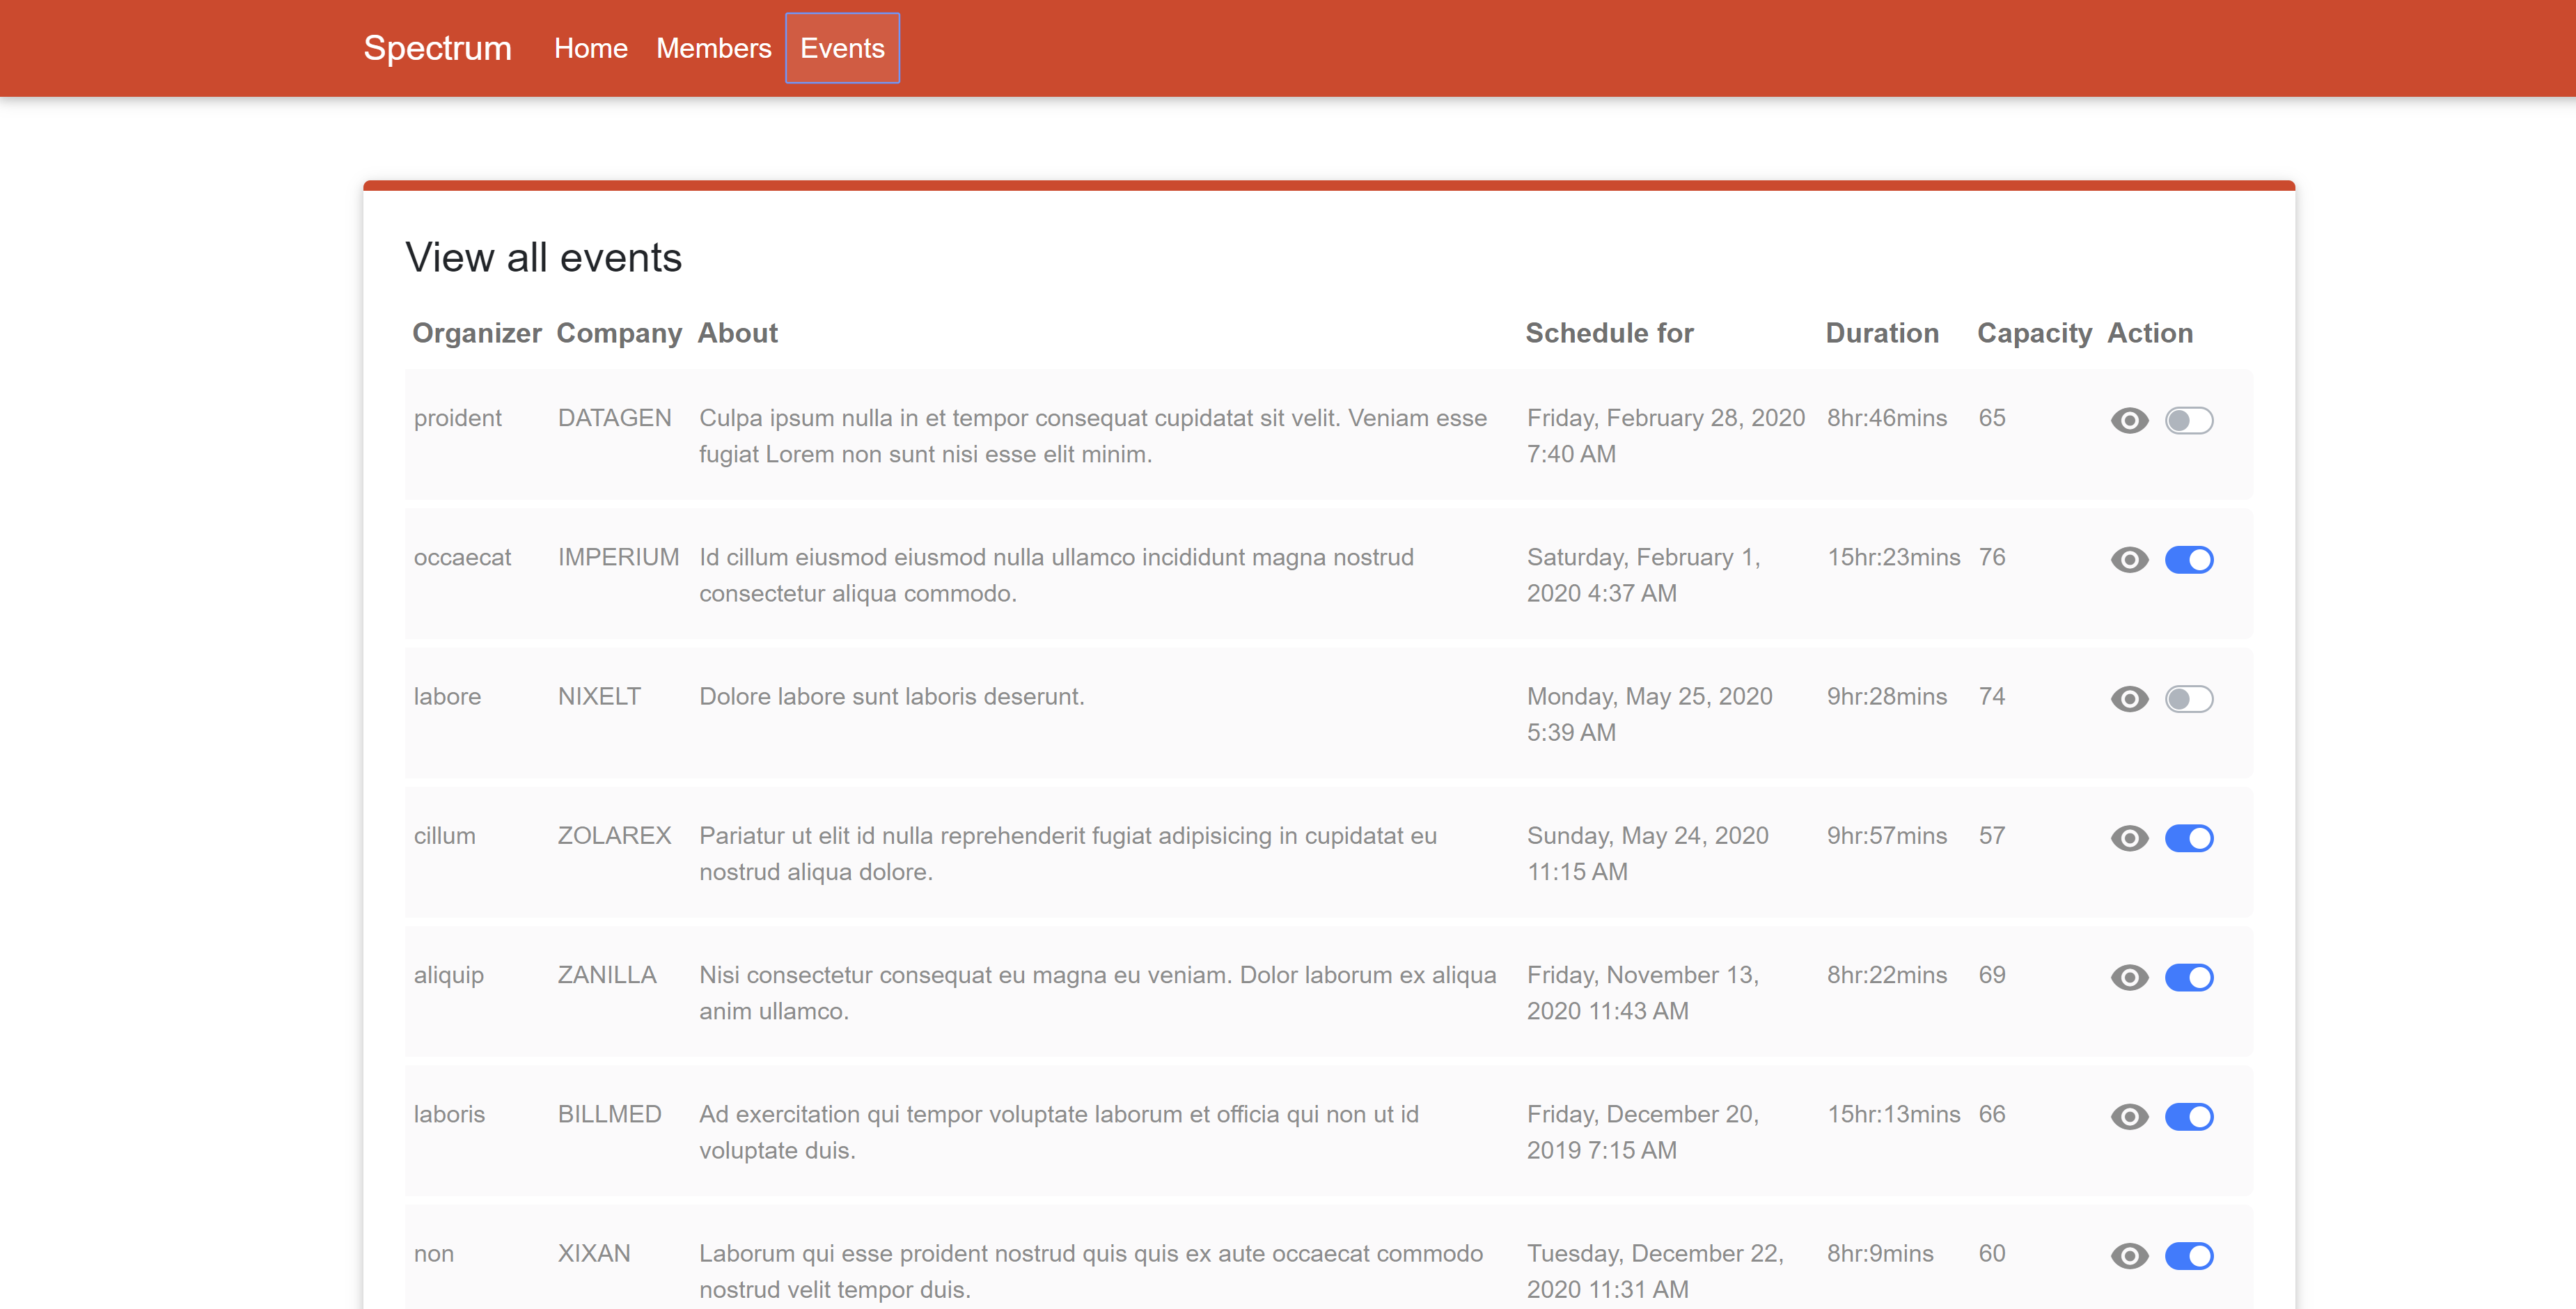 Spectrum Home Members Events
View all events
Organizer Company About Schedule for Duration Capacity Action
proident DATAGEN Culpa ipsum nulla in et tempor consequat cupidatat sit velit. Veniam esse Friday, February 28, 2020 8hr:46mins 65
fugiat Lorem non sunt nisi esse elit minim. 7:40 AM
occaecat IMPERIUM Id cillum eiusmod eiusmod nulla ullamco incididunt magna nostrud Saturday, February 1, 15hr:23mins 76
consectetur aliqua commodo. 2020 4:37 AM
labore NIXELT Dolore labore sunt laboris deserunt. Monday, May 25, 2020 9hr:28mins 74
5:39 AM
cillum ZOLAREX Pariatur ut elit id nulla reprehenderit fugiat adipisicing in cupidatat eu Sunday, May 24, 2020 9hr:57mins 57
nostrud aliqua dolore. 11:15 AM
aliquip ZANILLA Nisi consectetur consequat eu magna eu veniam. Dolor laborum ex aliqua Friday, November 13, 8hr:22mins 69
anim ullamco. 2020 11:43 AM
laboris BILLMED Ad exercitation qui tempor voluptate laborum et officia qui non ut id Friday, December 20, 15hr:13mins 66
voluptate duis. 2019 7:15 AM
non XIXAN Laborum qui esse proident nostrud quis quis ex aute occaecat commodo Tuesday, December 22, 8hr:9mins 60
nostrud velit tempor duis. 2020 11:31 AM